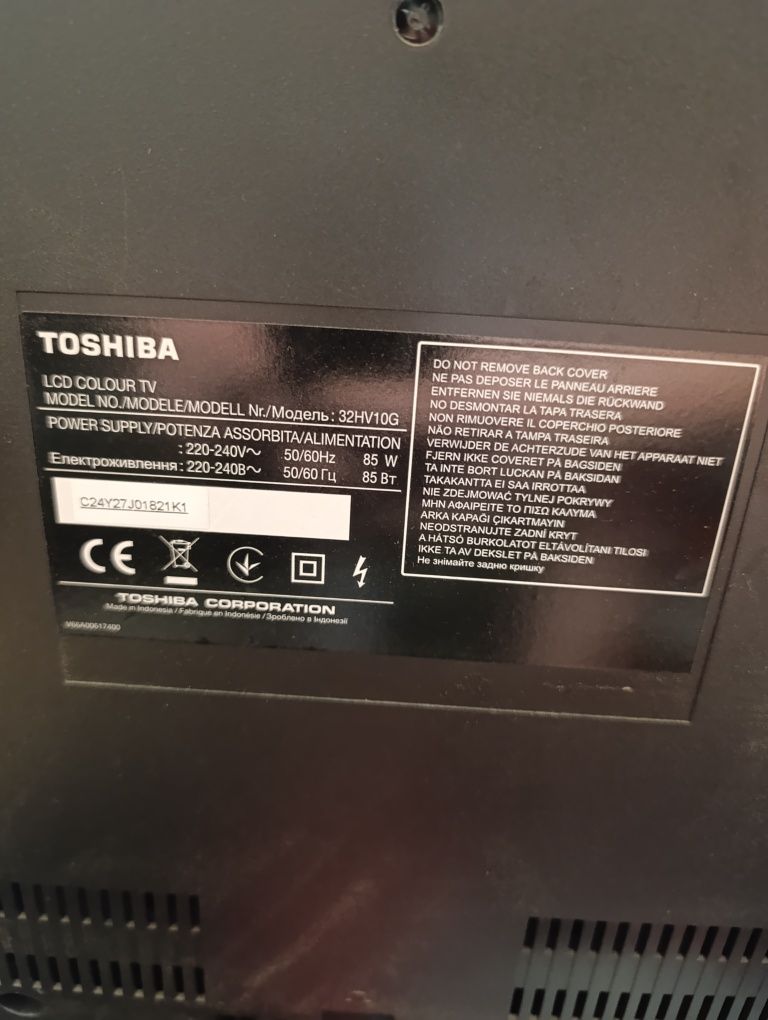 TOSHIBA
LCD COLOUR TV
MODEL NO./MODELE/MODELL Nr./Модель: 32HV10G
POWER SUPPLY/POTENZA ASSORBITA/ALIMENTATION
: 220-240V~ 50/60Hz 85 W
Електроживлення: 220-240В~ 50/60 Гц 85 Вт
C24Y27J01821K1
CE
TOSHIBA CORPORATION
Made in Indonesia / Fabrique en Indonésie / Зроблено в Індонезії
V66A00617400
DO NOT REMOVE BACK COVER
NE PAS DEPOSER LE PANNEAU ARRIERE
ENTFERNEN SIE NIEMALS DIE RÜCKWAND
NO DESMONTAR LA TAPA TRASERA
NON RIMUOVERE IL COPERCHIO POSTERIORE
NÃO RETIRAR A TAMPA TRASEIRA
VERWIJDER DE ACHTERZUDE VAN HET APPARAAT NIET
FJERN IKKE COVERET PÅ BAGSIDEN
TA INTE BORT LUCKAN PÅ BAKSIDAN
TAKAKANTTA EI SAA IRROTTAA
NIE ZDEJMOWAĆ TYLNEJ POKRYWY
ΜΗΝ ΑΦΑΙΡΕΙΤΕ ΤΟ ΠΙΣΩ ΚΑΛΥΜΑ
ARKA KAPAĞI ÇIKARTMAYIN
NEODSTRANUJTE ZADNÍ KRYT
A HÁTSÓ BURKOLATOT ELTÁVOLÍTANI TILOSI
IKKE TA AV DEKSLET PÅ BAKSIDEN
Не знімайте задню кришку